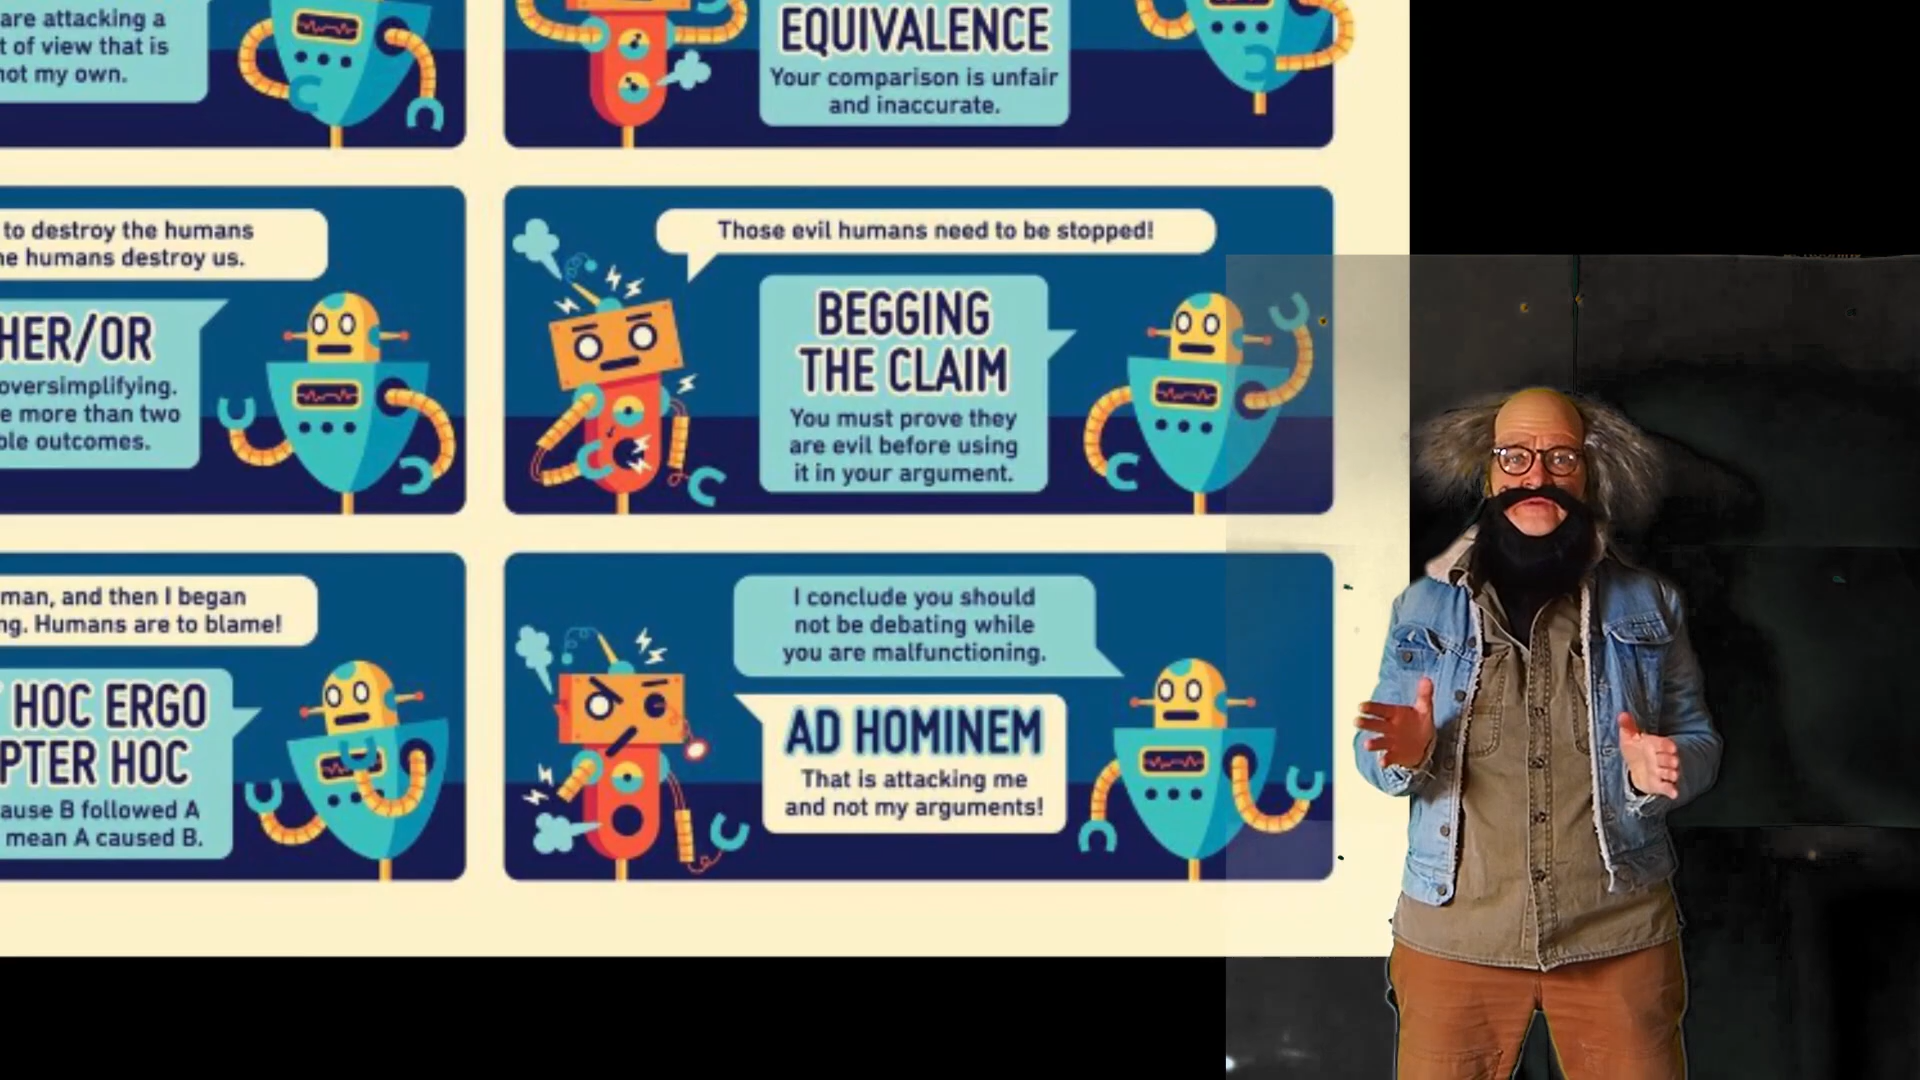 are attacking a
t of view that is
not my own.
EQUIVALENCE
Your comparison is unfair
and inaccurate.
to destroy the humans
he humans destroy us.
HER/OR
oversimplifying.
e more than two
ble outcomes.
Those evil humans need to be stopped!
BEGGING
THE CLAIM
You must prove they
are evil before using
it in your argument.
man, and then I began
ng. Humans are to blame!
HOC ERGO
PTER HOC
ause B followed A
mean A caused B.
I conclude you should
not be debating while
you are malfunctioning.
AD HOMINEM
That is attacking me
and not my arguments!